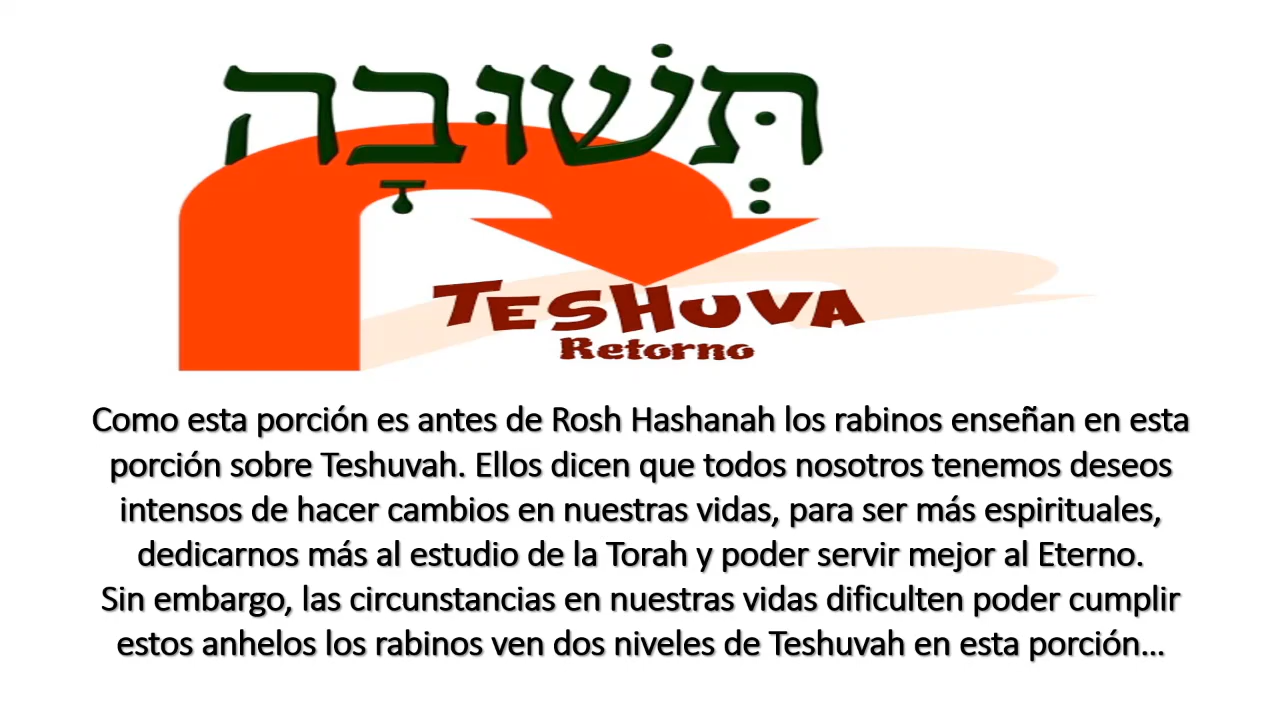 תְּשׁוּבָה
TESHUVA
Retorno
Como esta porción es antes de Rosh Hashanah los rabinos enseñan en esta
porción sobre Teshuvah. Ellos dicen que todos nosotros tenemos deseos
intensos de hacer cambios en nuestras vidas, para ser más espirituales,
dedicarnos más al estudio de la Torah y poder servir mejor al Eterno.
Sin embargo, las circunstancias en nuestras vidas dificulten poder cumplir
estos anhelos los rabinos ven dos niveles de Teshuvah en esta porción...